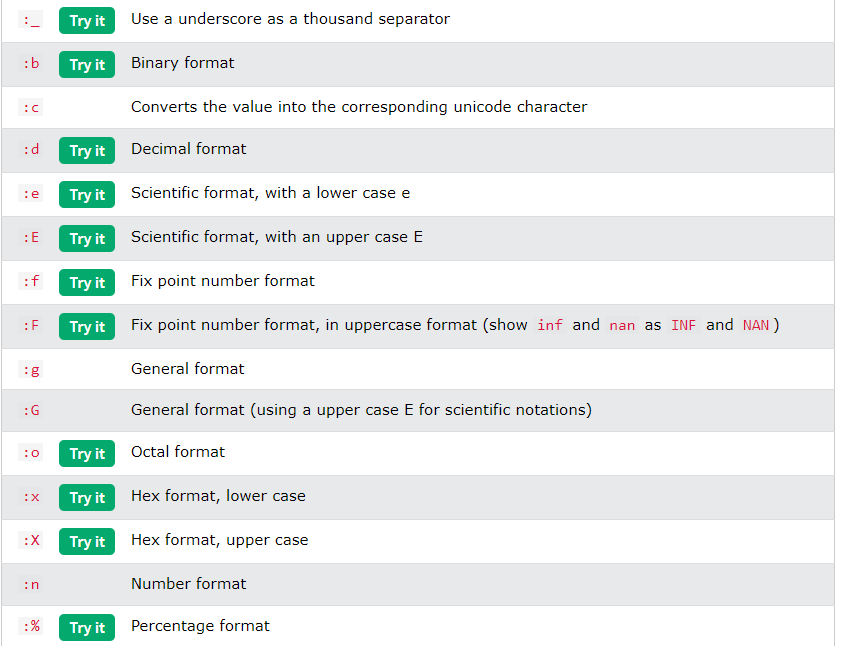 :_ Try it Use a underscore as a thousand separator
:b Try it Binary format
:c Converts the value into the corresponding unicode character
:d Try it Decimal format
:e Try it Scientific format, with a lower case e
:E Try it Scientific format, with an upper case E
:f Try it Fix point number format
:F Try it Fix point number format, in uppercase format (show inf and nan as INF and NAN)
:g General format
:G General format (using a upper case E for scientific notations)
:o Try it Octal format
:x Try it Hex format, lower case
:X Try it Hex format, upper case
:n Number format
:% Try it Percentage format